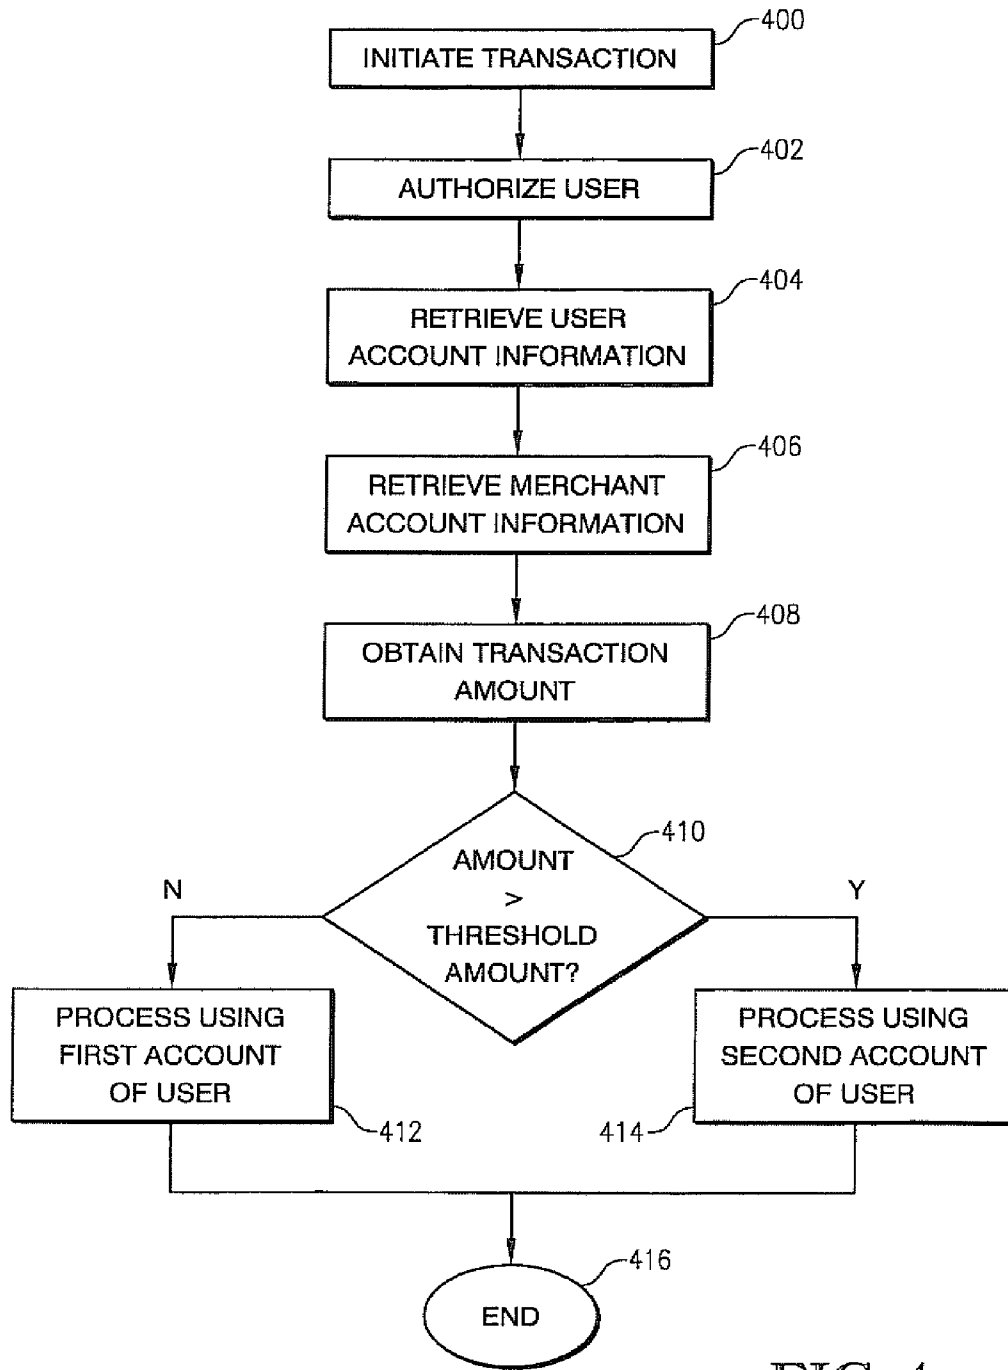 400
INITIATE TRANSACTION
402
AUTHORIZE USER
404
RETRIEVE USER
ACCOUNT INFORMATION
406
RETRIEVE MERCHANT
ACCOUNT INFORMATION
408
OBTAIN TRANSACTION
AMOUNT
410
AMOUNT
>
THRESHOLD
AMOUNT?
N
Y
PROCESS USING
FIRST ACCOUNT
OF USER
412
PROCESS USING
SECOND ACCOUNT
OF USER
414
416
END
FIG. 4